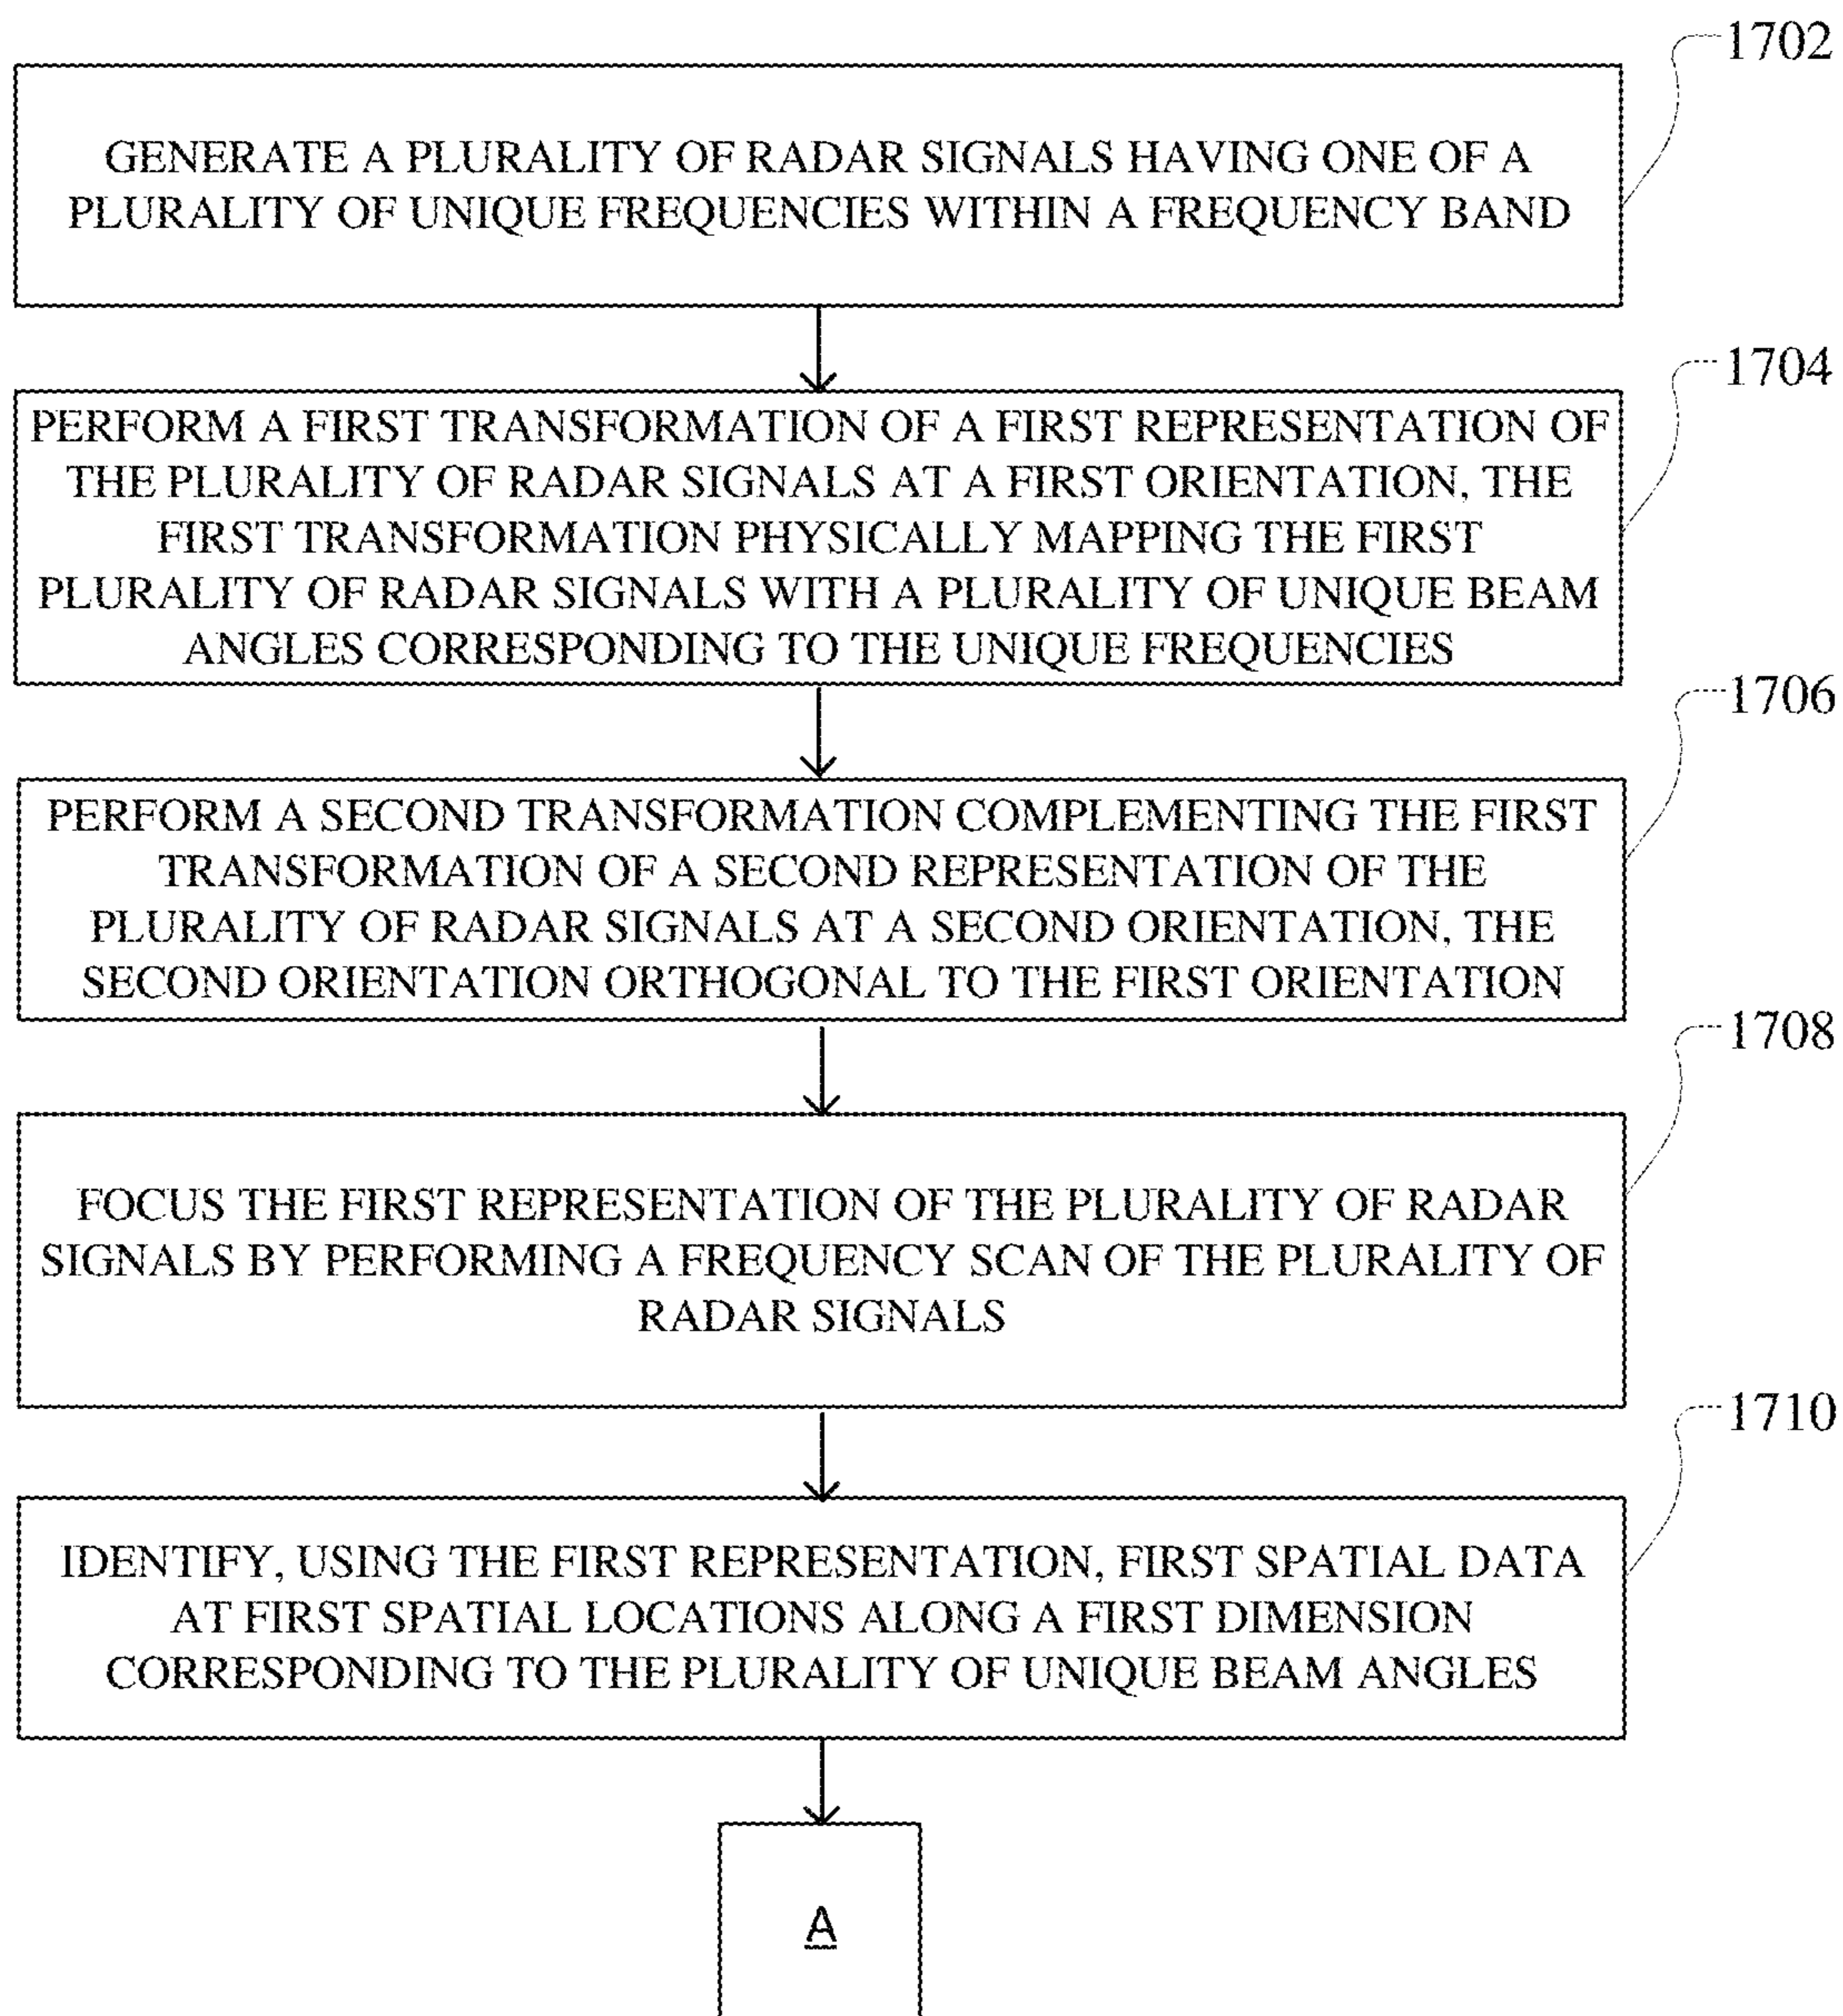 1702
GENERATE A PLURALITY OF RADAR SIGNALS HAVING ONE OF A
PLURALITY OF UNIQUE FREQUENCIES WITHIN A FREQUENCY BAND
1704
PERFORM A FIRST TRANSFORMATION OF A FIRST REPRESENTATION OF
THE PLURALITY OF RADAR SIGNALS AT A FIRST ORIENTATION, THE
FIRST TRANSFORMATION PHYSICALLY MAPPING THE FIRST
PLURALITY OF RADAR SIGNALS WITH A PLURALITY OF UNIQUE BEAM
ANGLES CORRESPONDING TO THE UNIQUE FREQUENCIES
1706
PERFORM A SECOND TRANSFORMATION COMPLEMENTING THE FIRST
TRANSFORMATION OF A SECOND REPRESENTATION OF THE
PLURALITY OF RADAR SIGNALS AT A SECOND ORIENTATION, THE
SECOND ORIENTATION ORTHOGONAL TO THE FIRST ORIENTATION
1708
FOCUS THE FIRST REPRESENTATION OF THE PLURALITY OF RADAR
SIGNALS BY PERFORMING A FREQUENCY SCAN OF THE PLURALITY OF
RADAR SIGNALS
1710
IDENTIFY, USING THE FIRST REPRESENTATION, FIRST SPATIAL DATA
AT FIRST SPATIAL LOCATIONS ALONG A FIRST DIMENSION
CORRESPONDING TO THE PLURALITY OF UNIQUE BEAM ANGLES
A